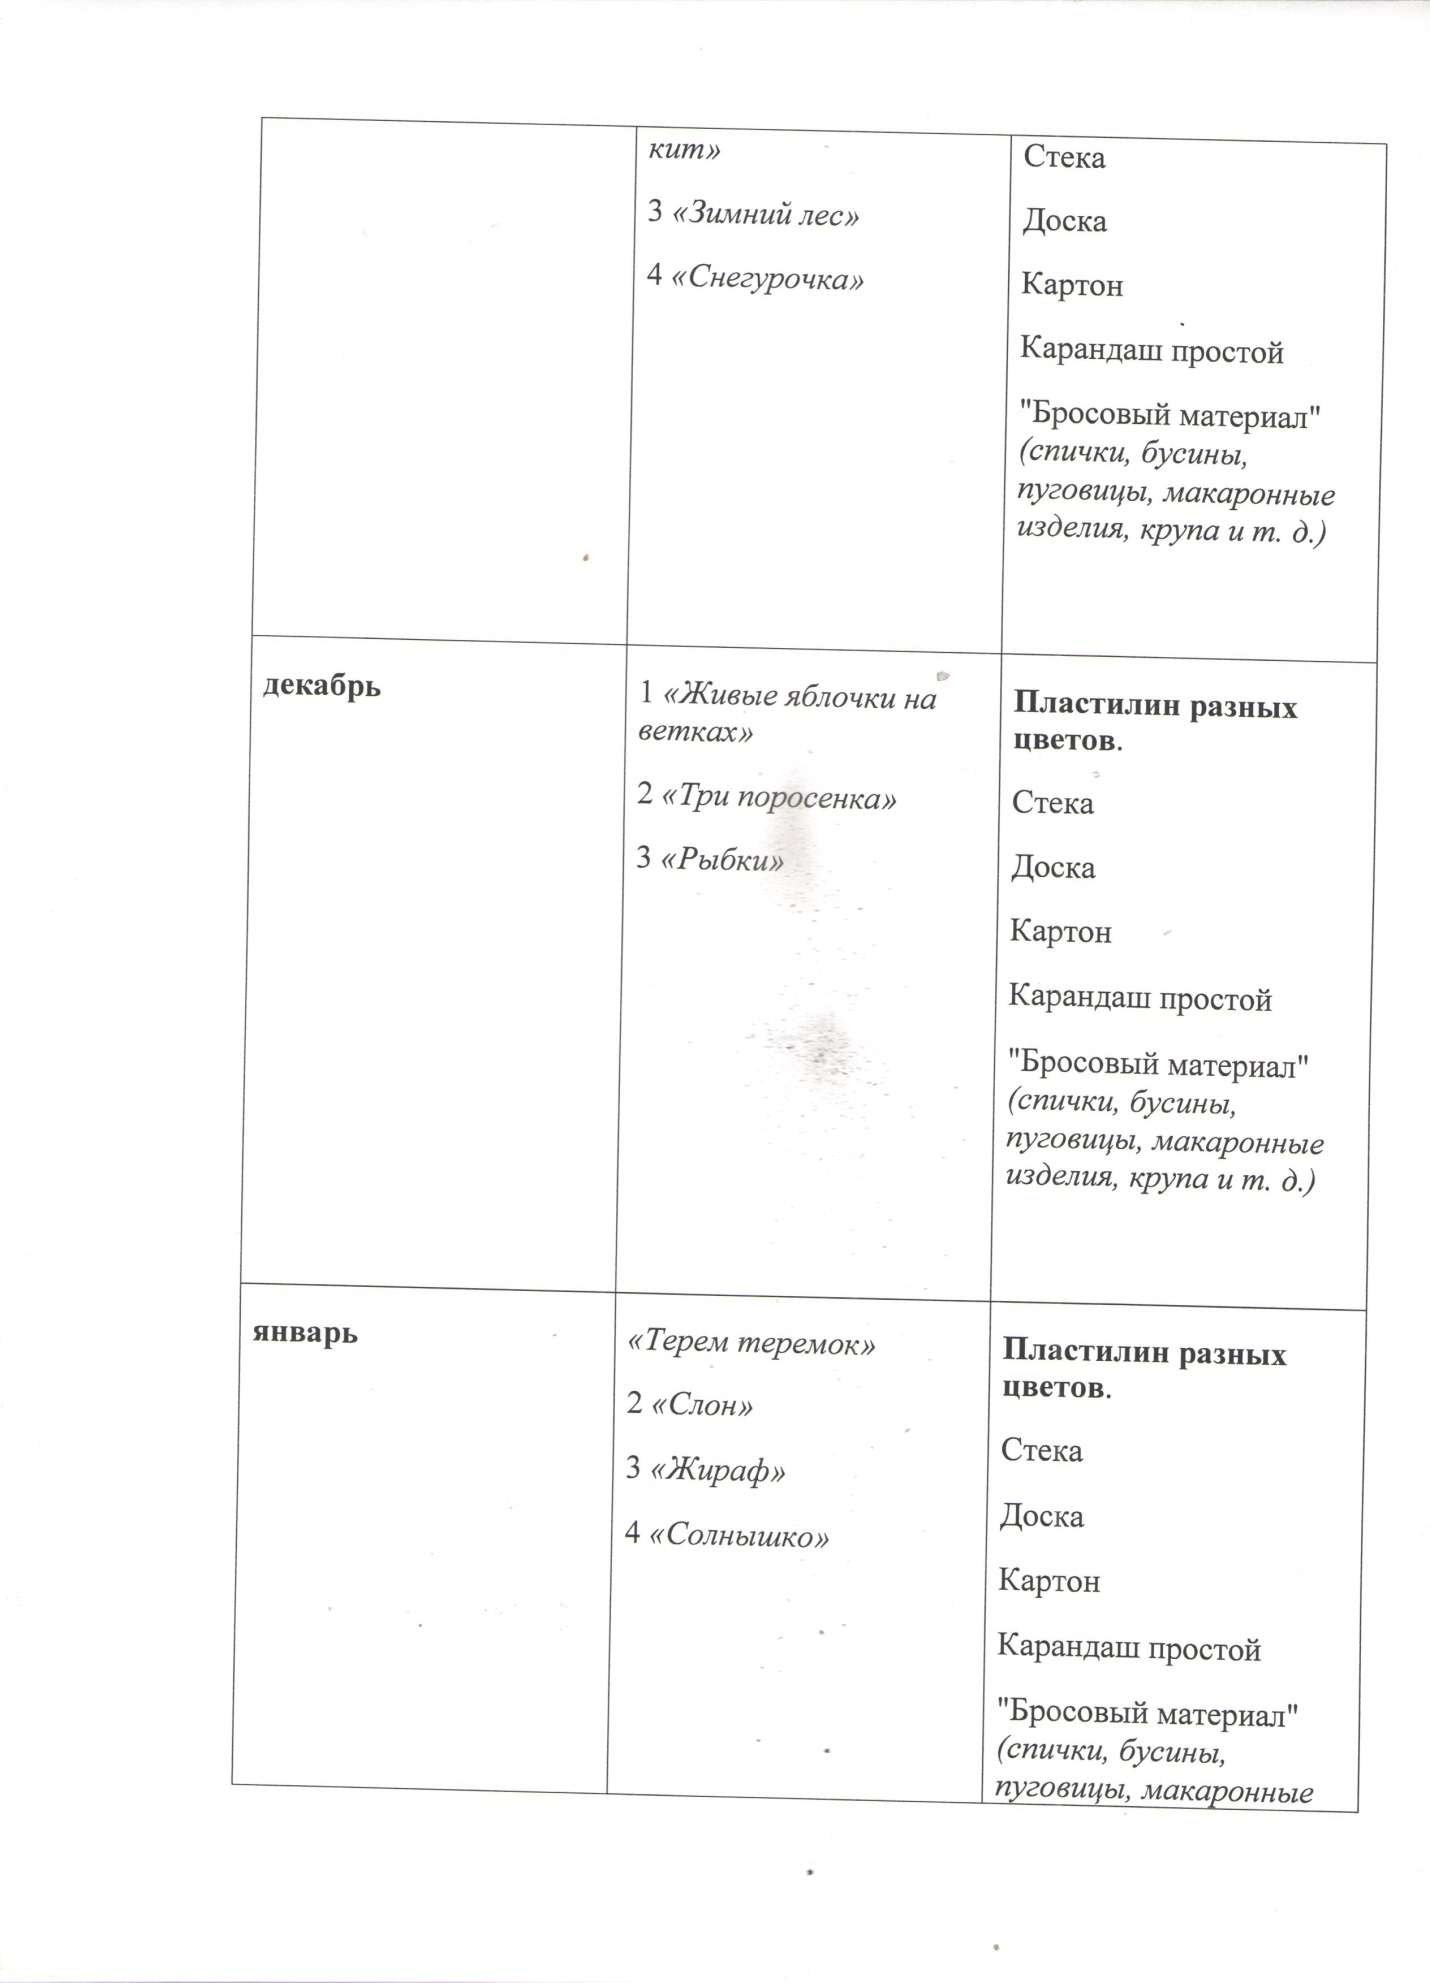 кит»
3 «Зимний лес»
4 «Снегурочка»
Стека
Доска
Картон
Карандаш простой
"Бросовый материал"
(спички, бусины,
пуговицы, макаронные
изделия, крупа и т. д.)
декабрь
1 «Живые яблочки на
ветках»
2 «Три поросенка»
3 «Рыбки»
Пластилин разных
цветов.
Стека
Доска
Картон
Карандаш простой
"Бросовый материал"
(спички, бусины,
пуговицы, макаронные
изделия, крупа и т. д.)
январь
«Терем теремок»
2 «Слон»
3 «Жираф»
4 «Солнышко»
Пластилин разных
цветов.
Стека
Доска
Картон
Карандаш простой
"Бросовый материал"
(спички, бусины,
пуговицы, макаронные